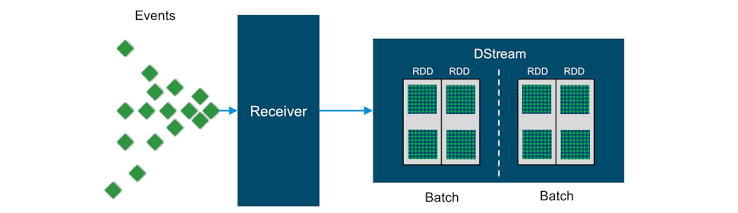 Events
Receiver
DStream
RDD RDD RDD RDD
Batch Batch